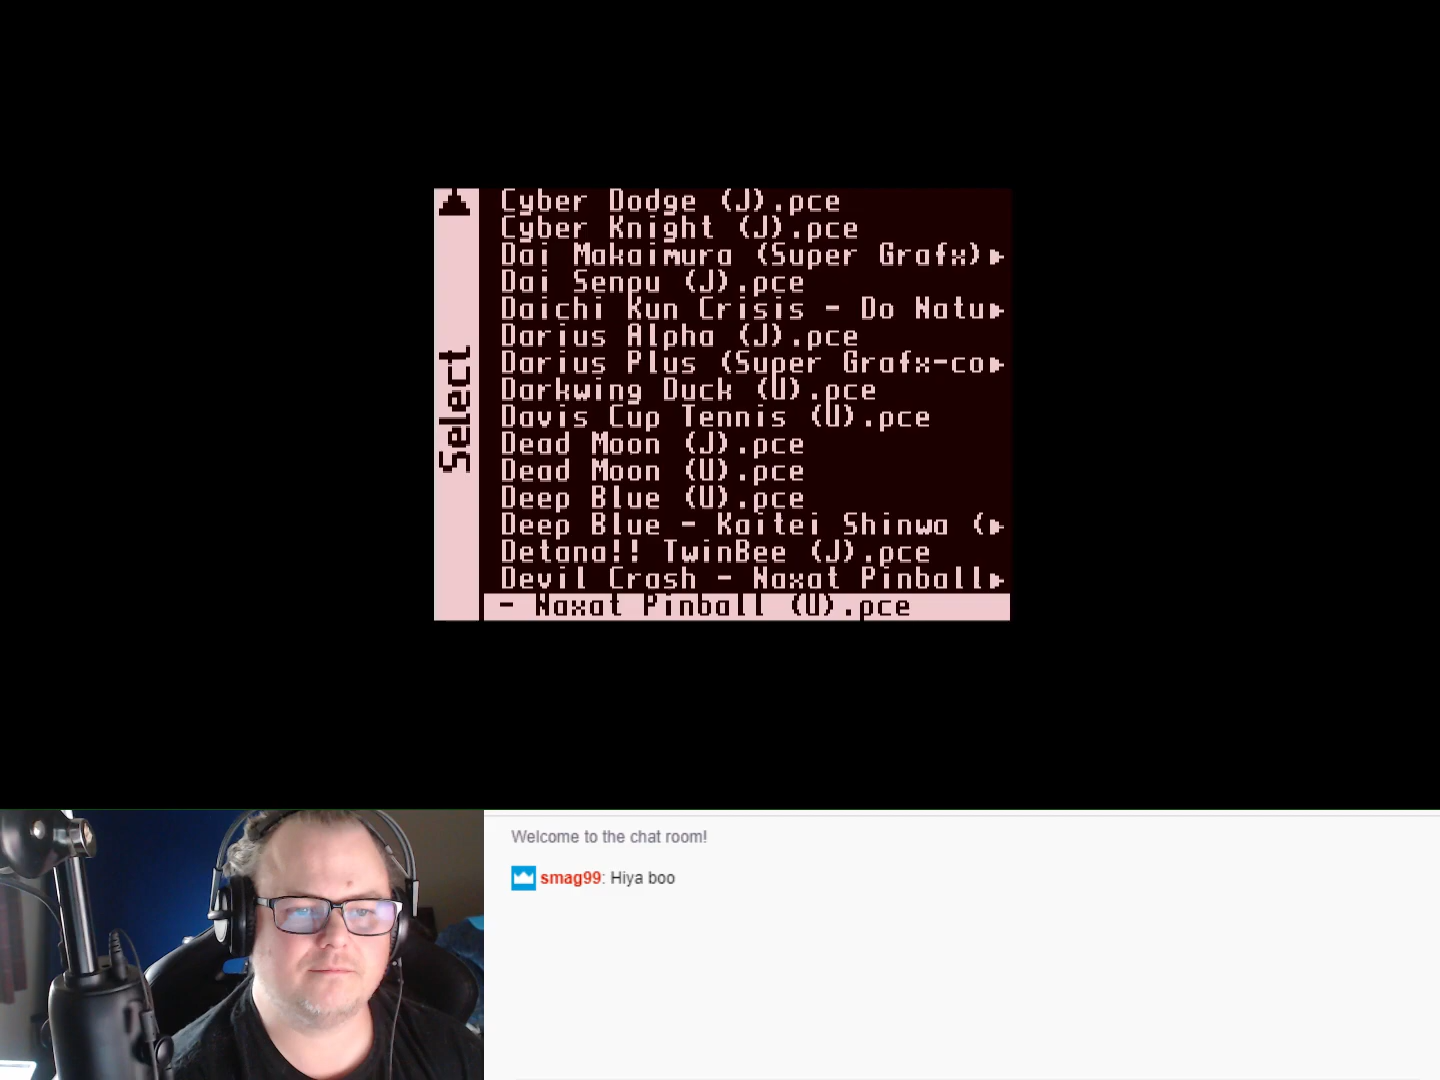 Cyber Dodge (J).pce
Cyber Knight (J).pce
Dai Makaimura (Super Grafx)
Dai Senpu (J).pce
Daichi Kun Crisis - Do Natu
Darius Alpha (J).pce
Darius Plus (Super Grafx-co
Darkwing Duck (U).pce
Davis Cup Tennis (U).pce
Dead Moon (J).pce
Dead Moon (U).pce
Deep Blue (U).pce
Deep Blue - Kaitei Shinwa (
Detana!! TwinBee (J).pce
Devil Crash - Naxat Pinball
- Naxat Pinball (U).pce
Select
Welcome to the chat room!
smag99: Hiya boo